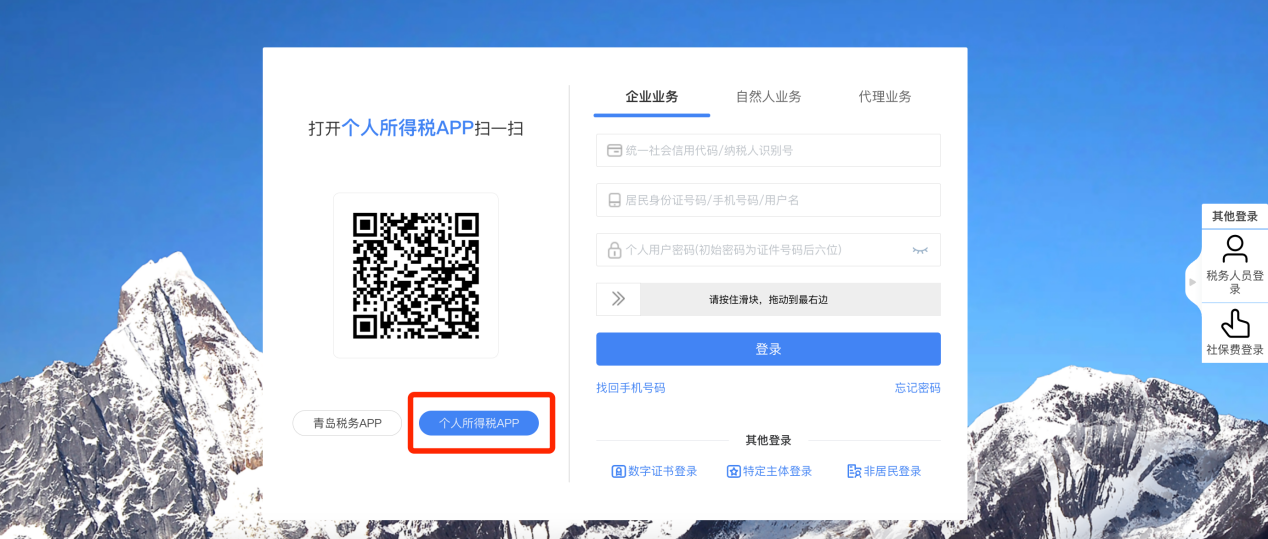 打开个人所得税APP扫一扫
青岛税务APP
个人所得税APP
企业业务
自然人业务
代理业务
统一社会信用代码/纳税人识别号
居民身份证号码/手机号码/用户名
个人用户密码(初始密码为证件号码后六位)
请按住滑块，拖动到最右边
登录
找回手机号码
忘记密码
其他登录
数字证书登录
特定主体登录
非居民登录
其他登录
税务人员登
录
社保费登录